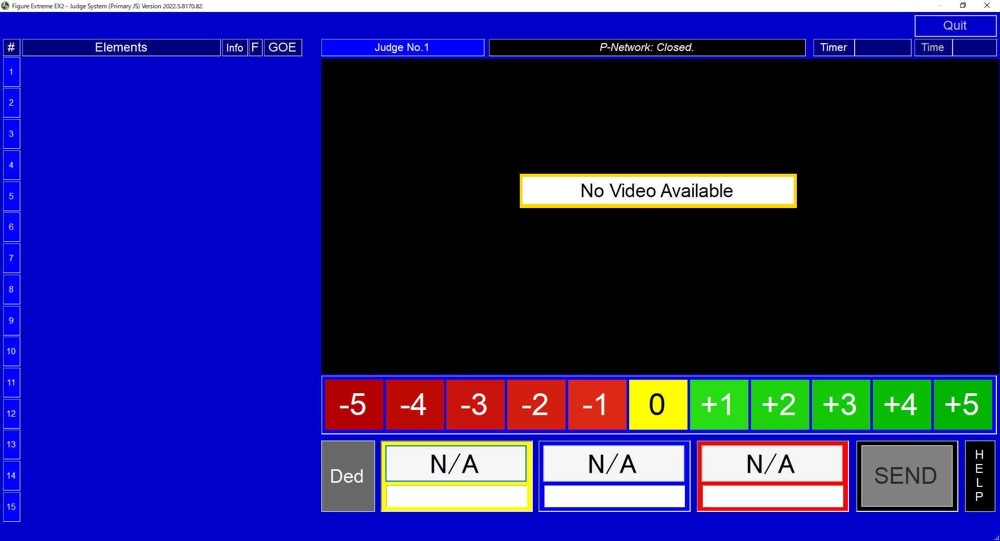 Figure Extreme EX2 - Judge System (Primary JS) Version 2022.5.8170.82
Quit
# Elements Info F GOE
Judge No.1
P-Network: Closed.
Timer
Time
1
2
3
4
5
6
7
8
9
10
11
12
13
14
15
No Video Available
-5 -4 -3 -2 -1 0 +1 +2 +3 +4 +5
Ded
N/A
N/A
N/A
SEND
HELP